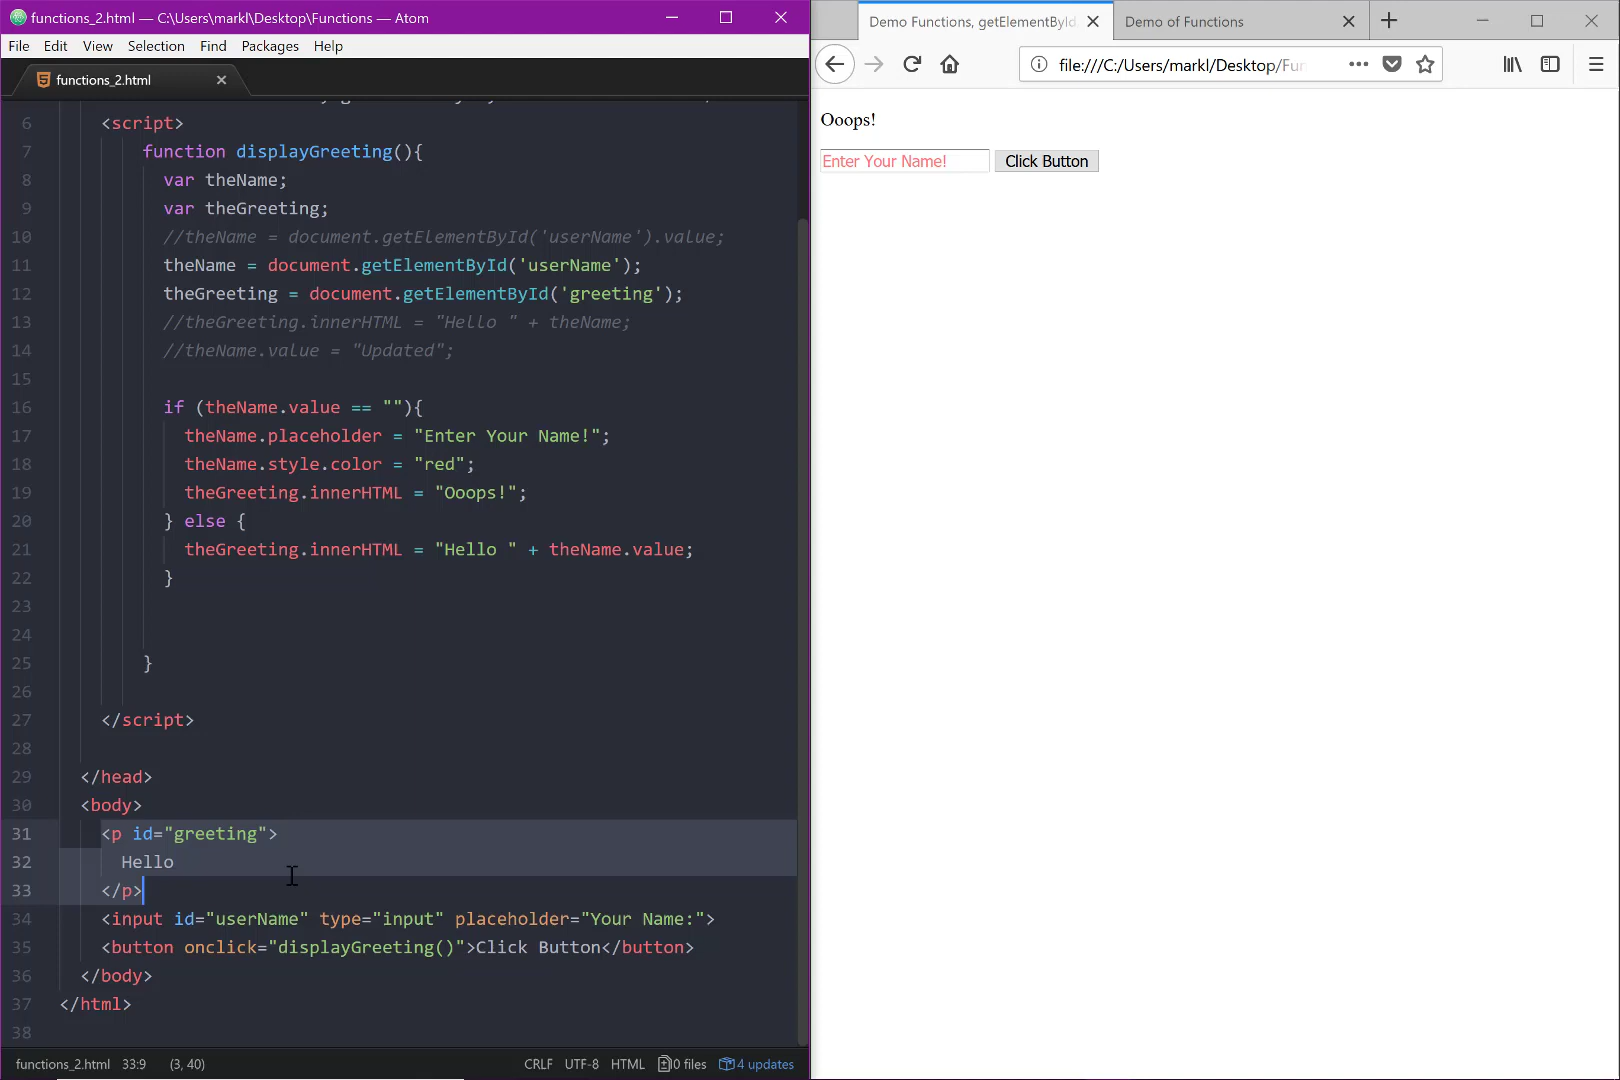 functions_2.html — C:\Users\markl\Desktop\Functions — Atom
File Edit View Selection Find Packages Help
functions_2.html
6 <script>
7 function displayGreeting(){
8 var theName;
9 var theGreeting;
10 //theName = document.getElementById('userName').value;
11 theName = document.getElementById('userName');
12 theGreeting = document.getElementById('greeting');
13 //theGreeting.innerHTML = "Hello " + theName;
14 //theName.value = "Updated";
15
16 if (theName.value == ""){
17 theName.placeholder = "Enter Your Name!";
18 theName.style.color = "red";
19 theGreeting.innerHTML = "Ooops!";
20 } else {
21 theGreeting.innerHTML = "Hello " + theName.value;
22 }
23
24
25 }
26
27 </script>
28
29 </head>
30 <body>
31 <p id="greeting">
32 Hello
33 </p>
34 <input id="userName" type="input" placeholder="Your Name:">
35 <button onclick="displayGreeting()">Click Button</button>
36 </body>
37 </html>
38
functions_2.html 33:9 (3, 40) CRLF UTF-8 HTML 0 files 4 updates
Demo Functions, getElementById Demo of Functions
file:///C:/Users/markl/Desktop/Fun
Ooops!
Enter Your Name! Click Button